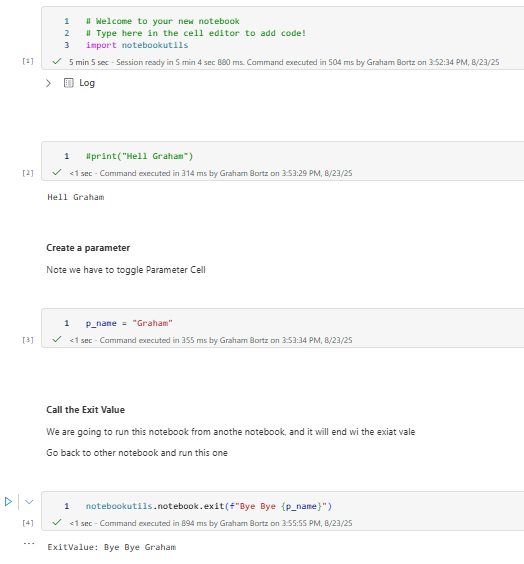 1 # Welcome to your new notebook
2 # Type here in the cell editor to add code!
3 import notebookutils
[1] 5 min 5 sec - Session ready in 5 min 4 sec 880 ms. Command executed in 504 ms by Graham Bortz on 3:52:34 PM, 8/23/25
Log
1 #print("Hell Graham")
[2] <1 sec - Command executed in 314 ms by Graham Bortz on 3:53:29 PM, 8/23/25
Hell Graham
Create a parameter
Note we have to toggle Parameter Cell
1 p_name = "Graham"
[3] <1 sec - Command executed in 355 ms by Graham Bortz on 3:53:34 PM, 8/23/25
Call the Exit Value
We are going to run this notebook from anothe notebook, and it will end wi the exiat vale
Go back to other notebook and run this one
1 notebookutils.notebook.exit(f"Bye Bye {p_name}")
[4] <1 sec - Command executed in 894 ms by Graham Bortz on 3:55:55 PM, 8/23/25
... ExitValue: Bye Bye Graham